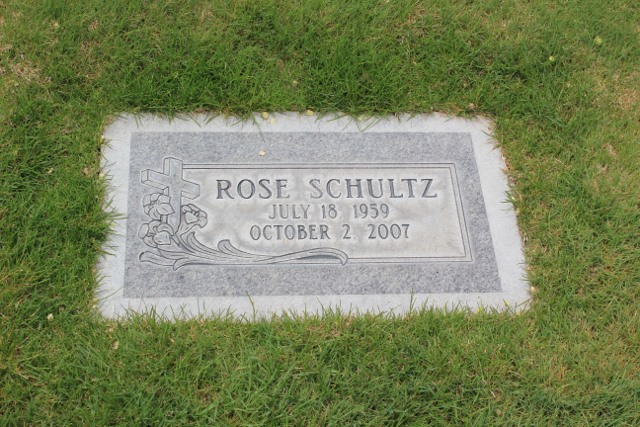 ROSE SCHULTZ
JULY 18, 1959
OCTOBER 2, 2007